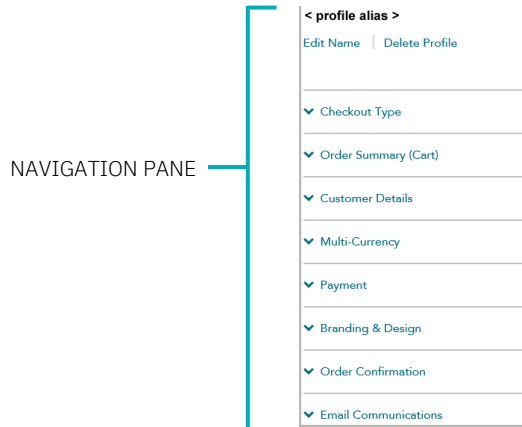 < profile alias >
Edit Name | Delete Profile
Checkout Type
Order Summary (Cart)
NAVIGATION PANE
Customer Details
Multi-Currency
Payment
Branding & Design
Order Confirmation
Email Communications